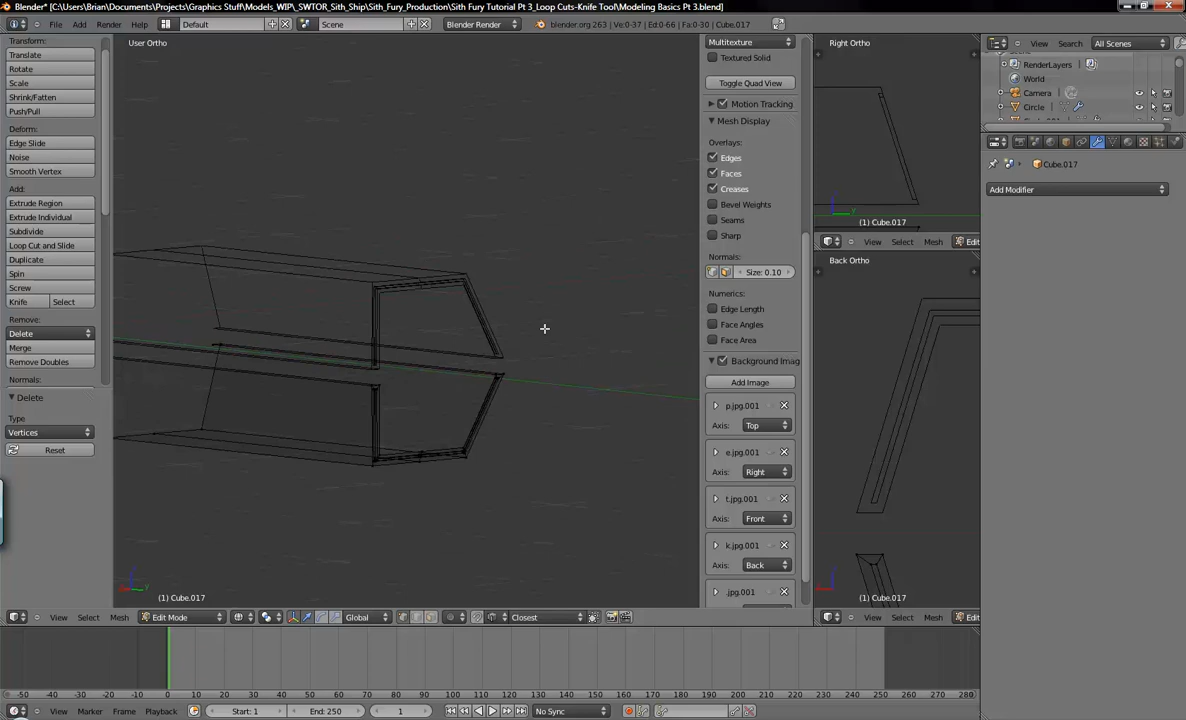 Blender* [C:\Users\Brian\Documents\Projects\Graphics Stuff\Models_WIP\_SWTOR_Sith_Ship\Sith_Fury_Production\Sith Fury Tutorial Pt 3_Loop Cuts-Knife Tool\Modeling Basics Pt 3.blend]
File Add Render Help Default Scene Blender Render blender.org 263 | Ve:0-37 | Ed:0-66 | Fa:0-30 | Cube.017
View Search All Scenes
Transform:
Translate
Rotate
Scale
Shrink/Fatten
Push/Pull
Deform:
Edge Slide
Noise
Smooth Vertex
Add:
Extrude Region
Extrude Individual
Subdivide
Loop Cut and Slide
Duplicate
Spin
Screw
Knife Select
Remove:
Delete
Merge
Remove Doubles
Normals:
Delete
Type
Vertices
Reset
User Ortho
(1) Cube.017
Multitexture
Textured Solid
Toggle Quad View
Motion Tracking
Mesh Display
Overlays:
Edges
Faces
Creases
Bevel Weights
Seams
Sharp
Normals:
Size: 0.10
Numerics:
Edge Length
Face Angles
Face Area
Background Imag
Add Image
p.jpg.001
Axis: Top
e.jpg.001
Axis: Right
t.jpg.001
Axis: Front
k.jpg.001
Axis: Back
.jpg.001
Right Ortho
(1) Cube.017
View Select Mesh Edit
Back Ortho
(1) Cube.017
View Select Mesh Edit
RenderLayers
World
Camera
Circle
Cube.017
Add Modifier
View Select Mesh Edit Mode Global Closest
-50 -40 -30 -20 -10 0 10 20 30 40 50 60 70 80 90 100 110 120 130 140 150 160 170 180 190 200 210 220 230 240 250 260 270 280
View Marker Frame Playback Start: 1 End: 250 1 No Sync